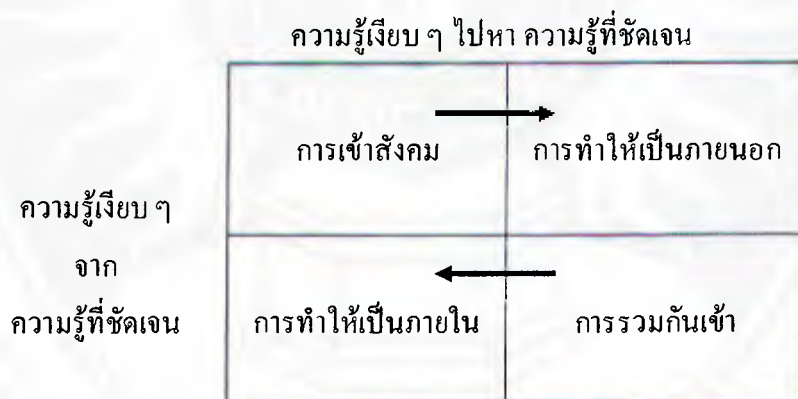 ความรู้เงียบ ๆ ไปหา ความรู้ที่ชัดเจน
การเข้าสังคม
การทำให้เป็นภายนอก
ความรู้เงียบ ๆ
จาก
ความรู้ที่ชัดเจน
การทำให้เป็นภายใน
การรวมกันเข้า